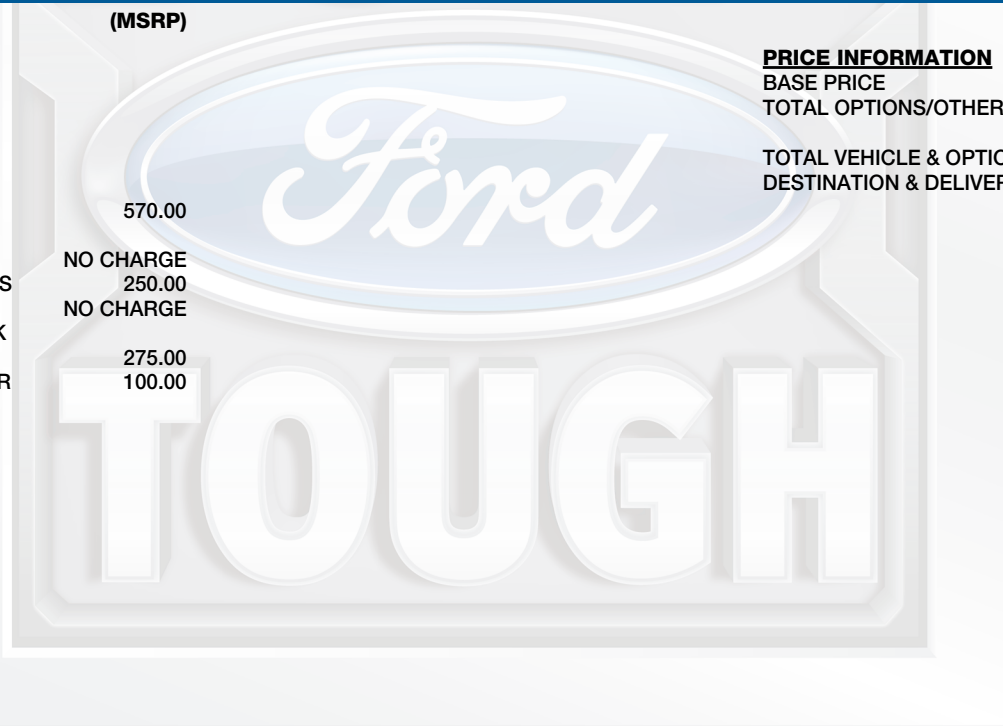 (MSRP)
570.00
NO CHARGE
S 250.00
NO CHARGE
K
275.00
R 100.00
PRICE INFORMATION
BASE PRICE
TOTAL OPTIONS/OTHER
TOTAL VEHICLE & OPTIO
DESTINATION & DELIVER
Ford
TOUGH